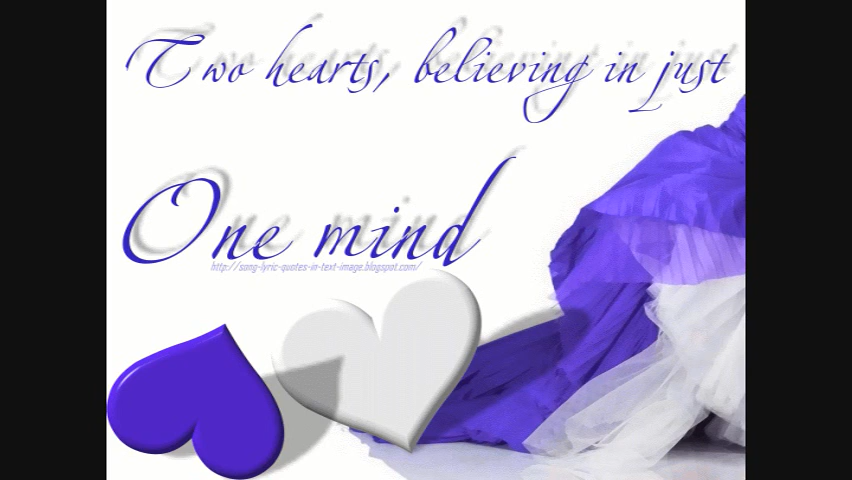 Two hearts, believing in just
One mind
http://song-lyric-quotes-in-text-image.blogspot.com/